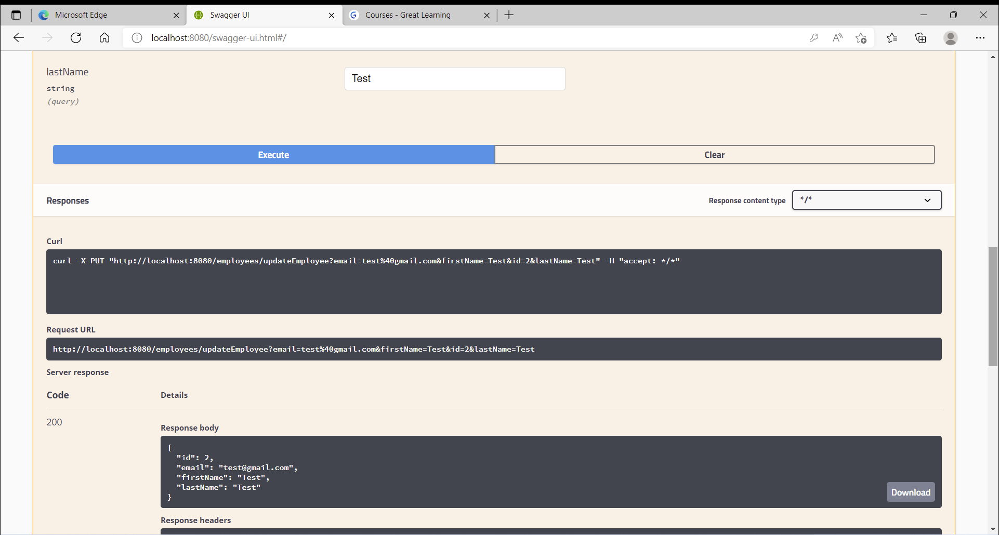 Microsoft Edge
Swagger UI
Courses - Great Learning
localhost:8080/swagger-ui.html#/
lastName
string
(query)
Test
Execute
Clear
Responses
Response content type
*/*
Curl
curl -X PUT "http://localhost:8080/employees/updateEmployee?email=test%40gmail.com&firstName=Test&id=2&lastName=Test" -H "accept: */*"
Request URL
http://localhost:8080/employees/updateEmployee?email=test%40gmail.com&firstName=Test&id=2&lastName=Test
Server response
Code
Details
200
Response body
{
"id": 2,
"email": "test@gmail.com",
"firstName": "Test",
"lastName": "Test"
}
Download
Response headers